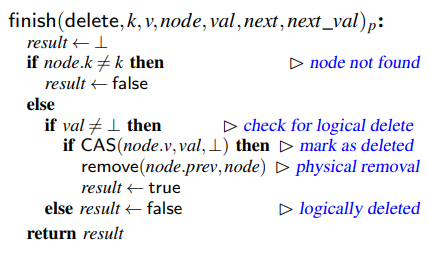 finish(delete,k,v,node,val,next,next_val)p:
result ← ⊥
if node.k ≠ k then ▷ node not found
result ← false
else
if val ≠ ⊥ then ▷ check for logical delete
if CAS(node.v,val,⊥) then ▷ mark as deleted
remove(node.prev,node) ▷ physical removal
result ← true
else result ← false ▷ logically deleted
return result